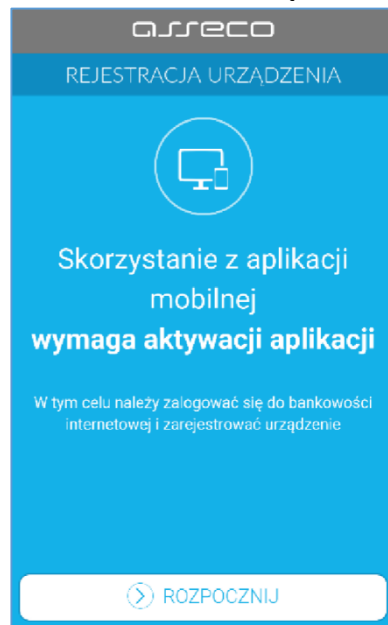 asseco
REJESTRACJA URZĄDZENIA
Skorzystanie z aplikacji
mobilnej
wymaga aktywacji aplikacji
W tym celu należy zalogować się do bankowości
internetowej i zarejestrować urządzenie
ROZPOCZNIJ